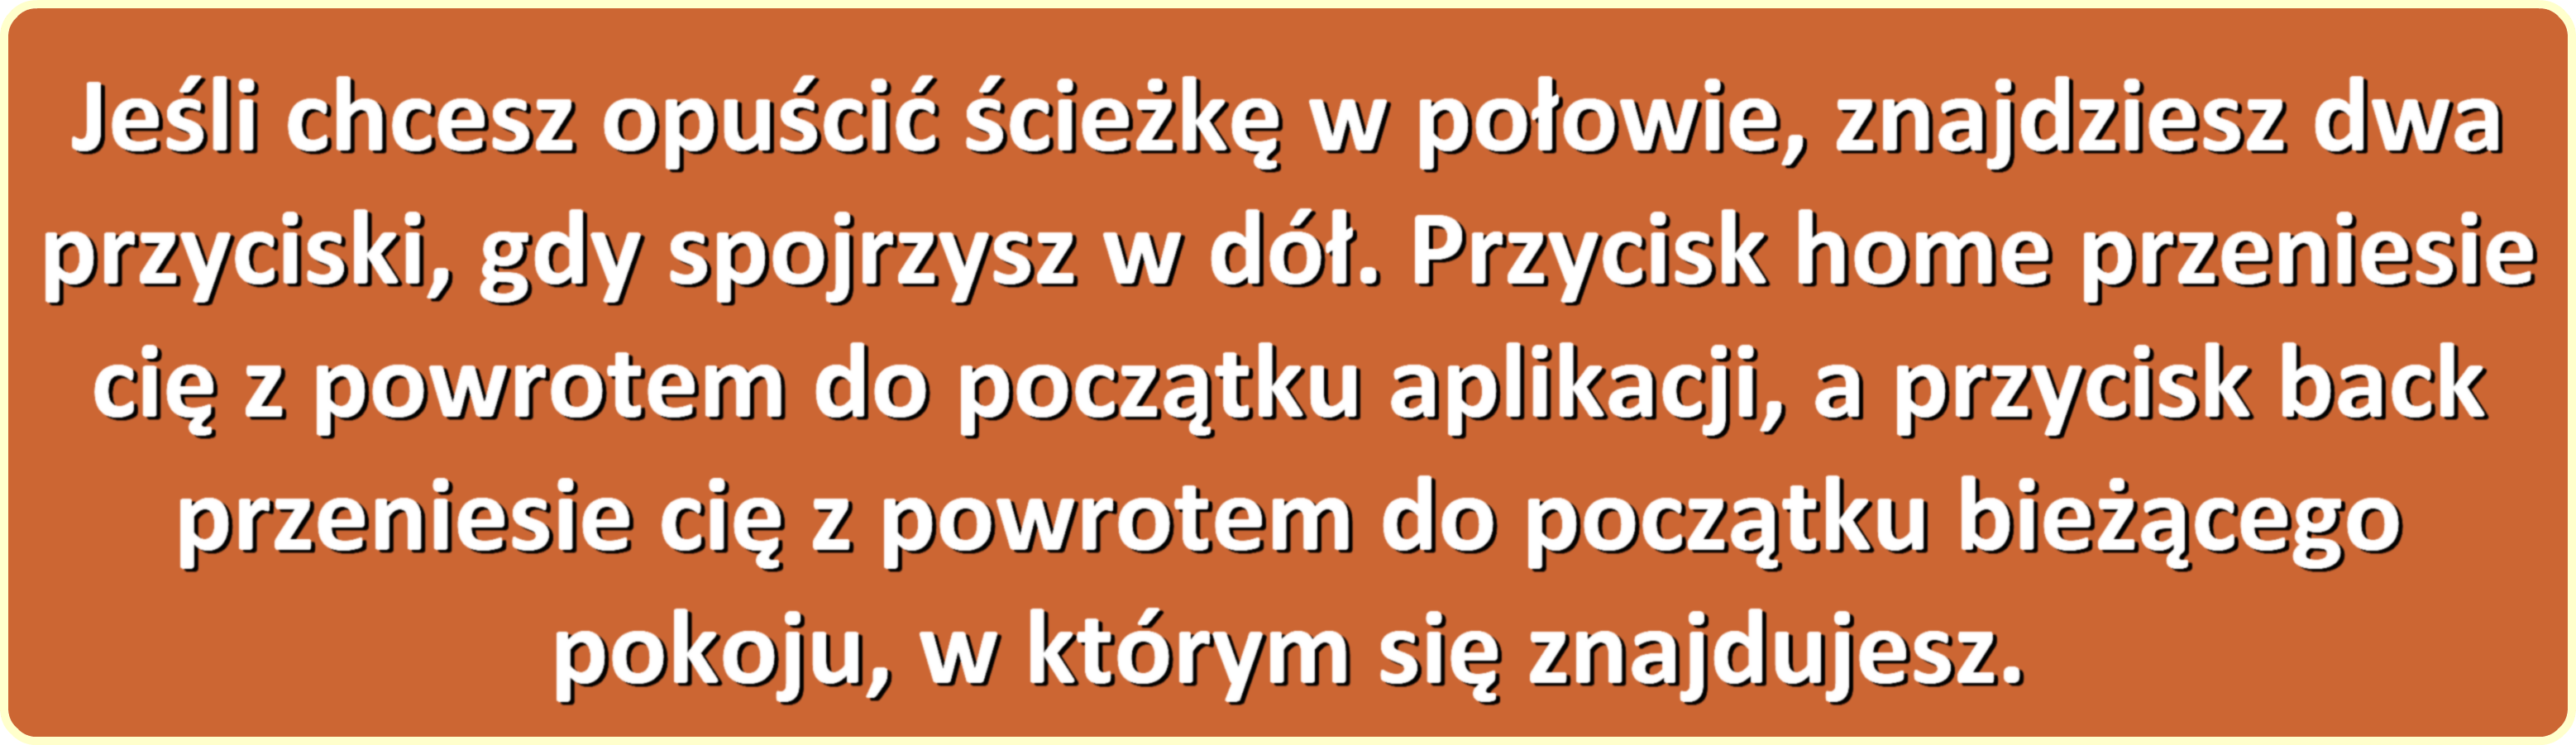 Jeśli chcesz opuścić ścieżkę w połowie, znajdziesz dwa
przyciski, gdy spojrzysz w dół. Przycisk home przeniesie
cię z powrotem do początku aplikacji, a przycisk back
przeniesie cię z powrotem do początku bieżącego
pokoju, w którym się znajdujesz.